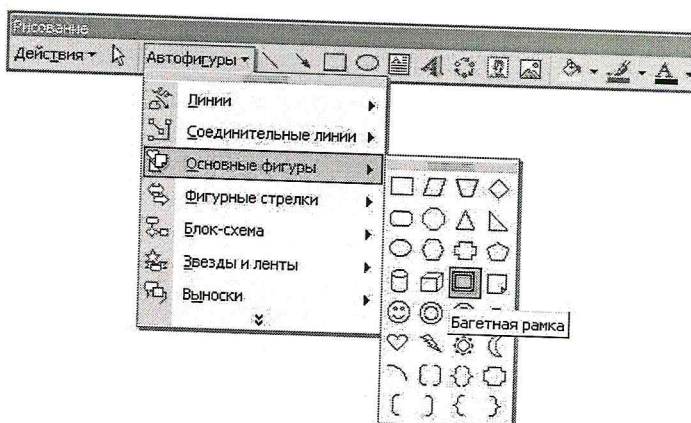 Рисование
Действия Автофигуры
Линии
Соединительные линии
Основные фигуры
Фигурные стрелки
Блок-схема
Звезды и ленты
Выноски
Багетная рамка